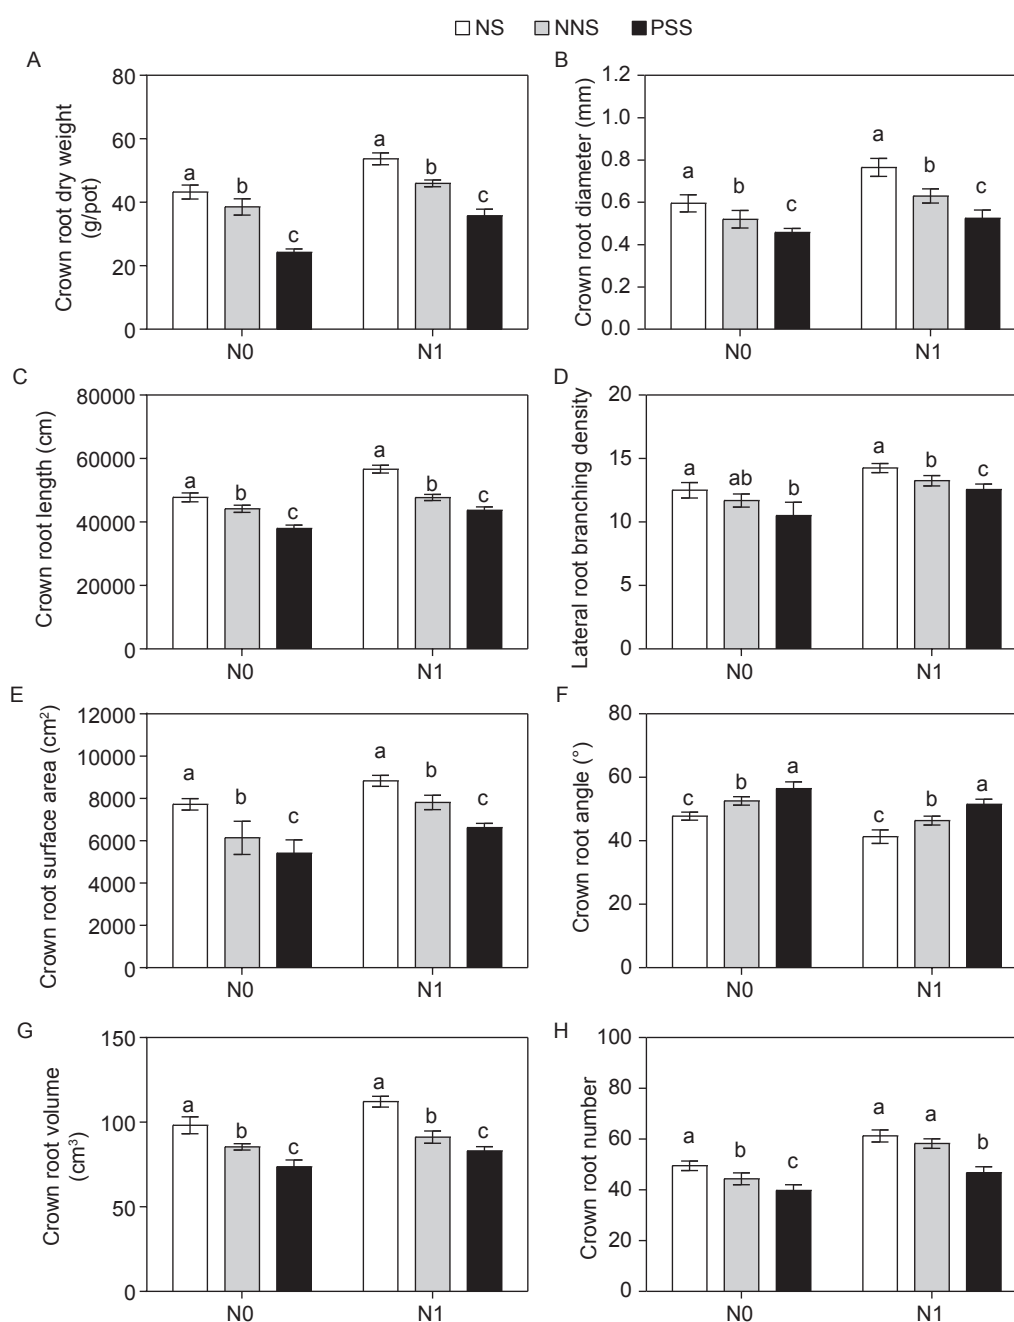 NS NNS PSS
A
Crown root dry weight
(g/pot)
80
60
40
20
0
a
b
c
a
b
c
N0 N1
B
Crown root diameter (mm)
1.2
1.0
0.8
0.6
0.4
0.2
0.0
a
b
c
a
b
c
N0 N1
C
Crown root length (cm)
80000
60000
40000
20000
0
a
b
c
a
b
c
N0 N1
D
Lateral root branching density
20
15
10
5
0
a
ab
b
a
b
c
N0 N1
E
Crown root surface area (cm²)
12000
10000
8000
6000
4000
2000
0
a
b
c
a
b
c
N0 N1
F
Crown root angle (°)
80
60
40
20
0
c
b
a
c
b
a
N0 N1
G
Crown root volume
(cm³)
150
100
50
0
a
b
c
a
b
c
N0 N1
H
Crown root number
100
80
60
40
20
0
a
b
c
a
a
b
N0 N1